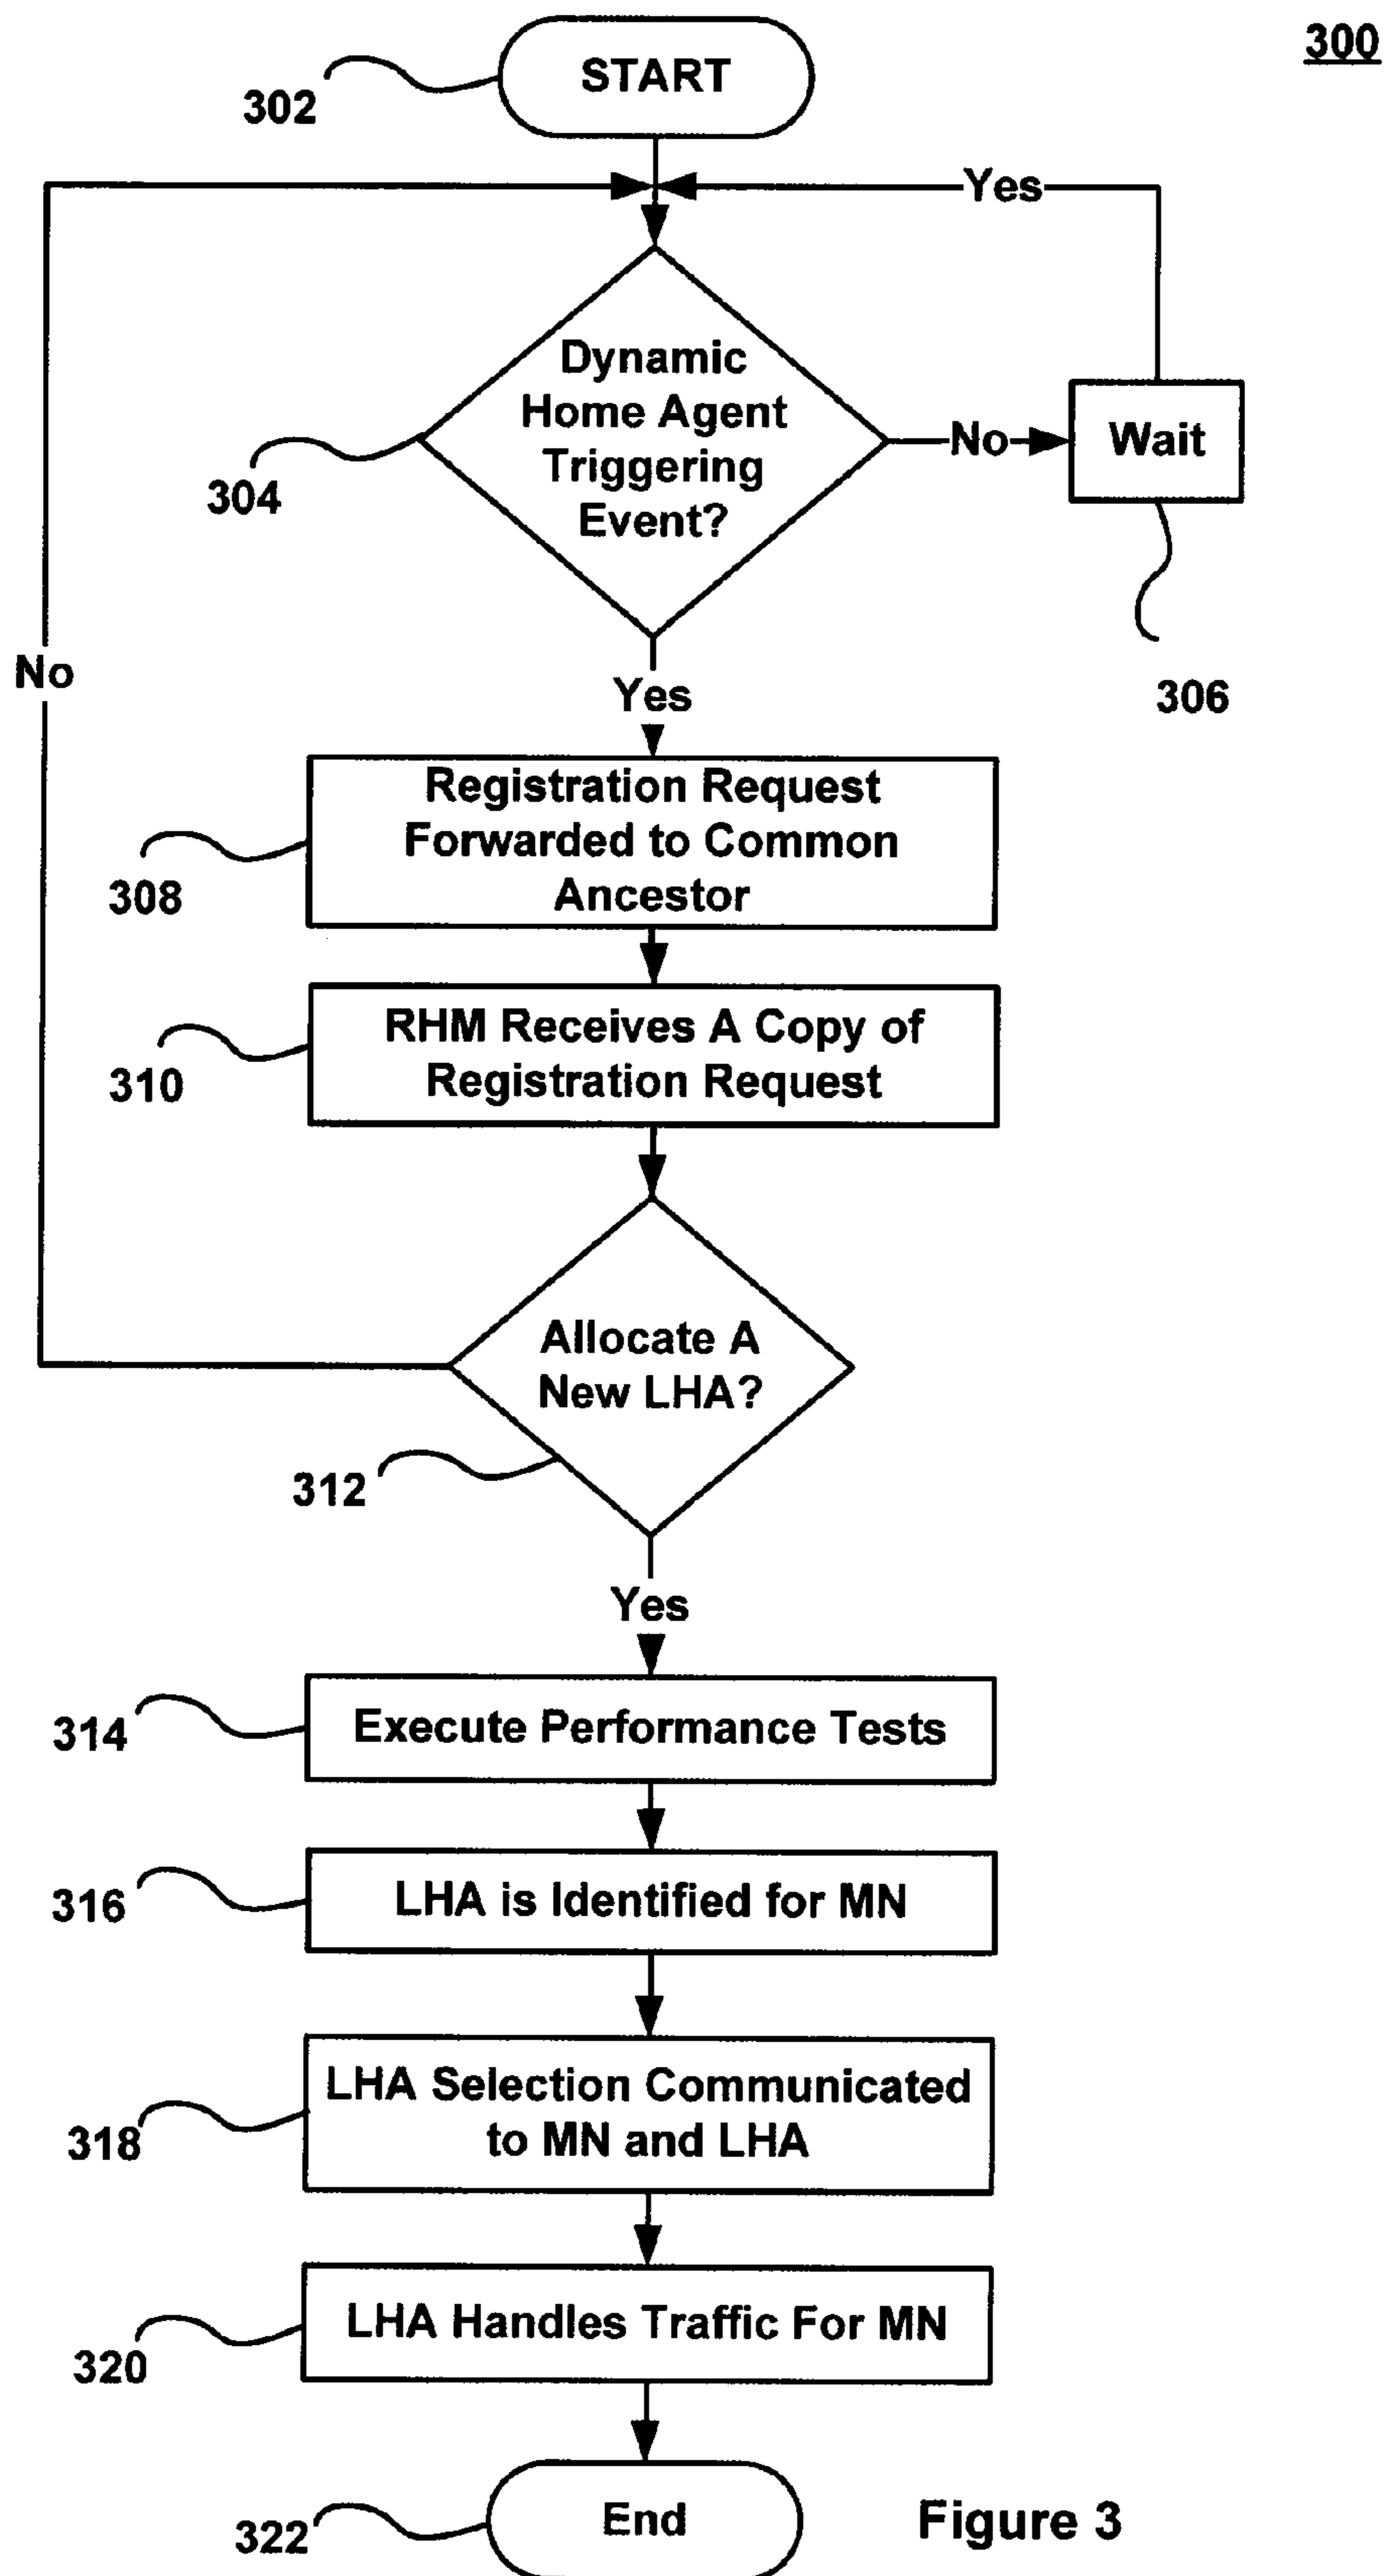 300
START
302
Yes
Dynamic
Home Agent
Triggering
Event?
No
Wait
304
306
No
Yes
Registration Request
Forwarded to Common
Ancestor
308
RHM Receives A Copy of
Registration Request
310
Allocate A
New LHA?
312
Yes
Execute Performance Tests
314
LHA is Identified for MN
316
LHA Selection Communicated
to MN and LHA
318
LHA Handles Traffic For MN
320
End
322
Figure 3